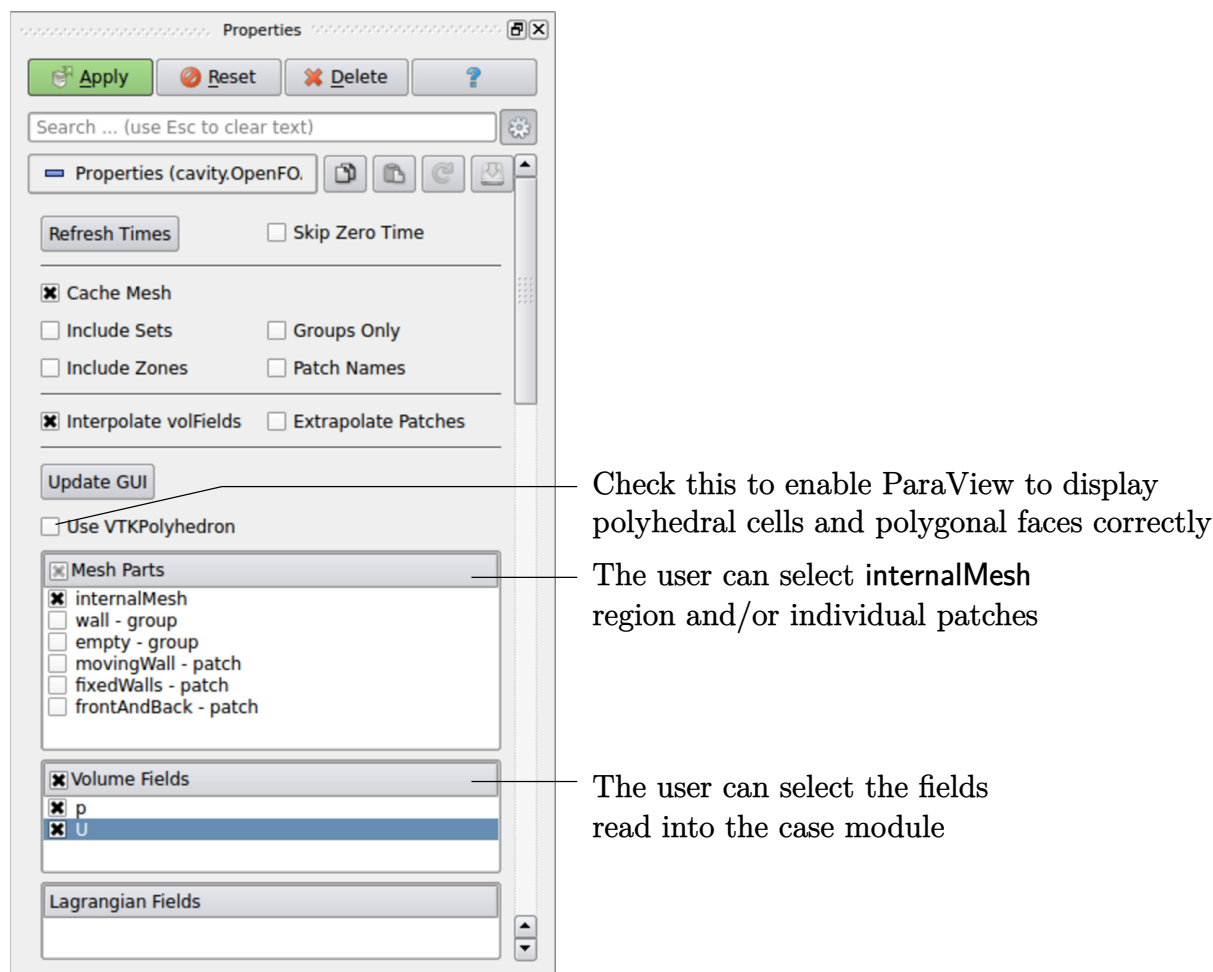 Properties
Apply Reset Delete ?
Search ... (use Esc to clear text)
Properties (cavity.OpenFO.
Refresh Times Skip Zero Time
Cache Mesh
Include Sets Groups Only
Include Zones Patch Names
Interpolate volFields Extrapolate Patches
Update GUI
Use VTKPolyhedron
Check this to enable ParaView to display
polyhedral cells and polygonal faces correctly
Mesh Parts
internalMesh
wall - group
empty - group
movingWall - patch
fixedWalls - patch
frontAndBack - patch
The user can select internalMesh
region and/or individual patches
Volume Fields
p
U
The user can select the fields
read into the case module
Lagrangian Fields